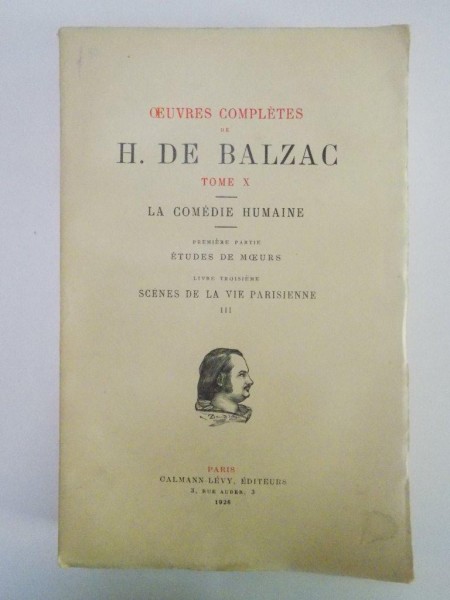 ŒUVRES COMPLÈTES
DE
H. DE BALZAC
TOME X
LA COMÉDIE HUMAINE
PREMIÈRE PARTIE
ÉTUDES DE MŒURS
LIVRE TROISIÈME
SCÈNES DE LA VIE PARISIENNE
III
PARIS
CALMANN-LÉVY, ÉDITEURS
3, RUE AUBER, 3